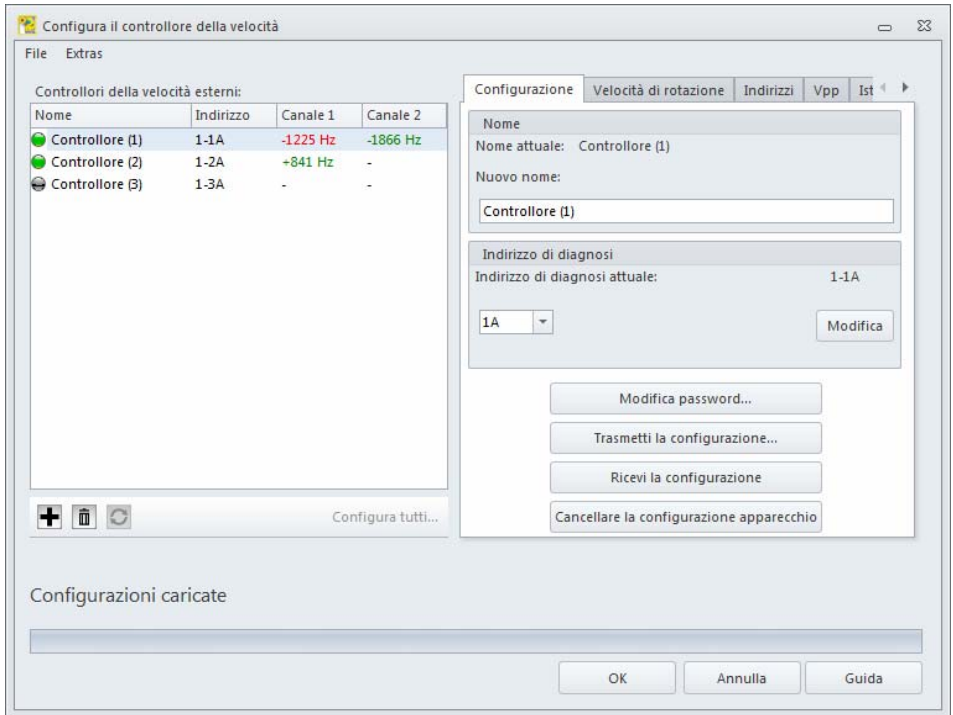 Configura il controllore della velocità
File Extras
Controllori della velocità esterni:
Nome Indirizzo Canale 1 Canale 2
Controllore (1) 1-1A -1225 Hz -1866 Hz
Controllore (2) 1-2A +841 Hz -
Controllore (3) 1-3A - -
Configura tutti...
Configurazione Velocità di rotazione Indirizzi Vpp Ist
Nome
Nome attuale: Controllore (1)
Nuovo nome:
Controllore (1)
Indirizzo di diagnosi
Indirizzo di diagnosi attuale: 1-1A
1A Modifica
Modifica password...
Trasmetti la configurazione...
Ricevi la configurazione
Cancellare la configurazione apparecchio
Configurazioni caricate
OK Annulla Guida